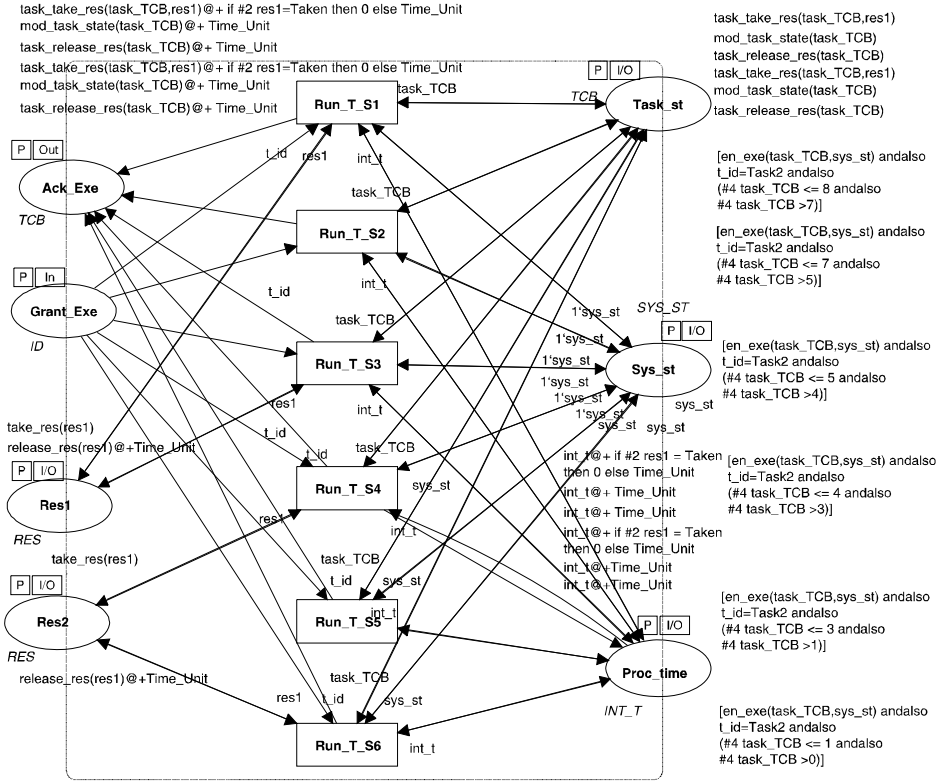 task_take_res(task_TCB,res1)@+ if #2 res1=Taken then 0 else Time_Unit
mod_task_state(task_TCB)@+ Time_Unit
task_release_res(task_TCB)@+ Time_Unit
task_take_res(task_TCB,res1)@+ if #2 res1=Taken then 0 else Time_Unit
mod_task_state(task_TCB)@+ Time_Unit
task_release_res(task_TCB)@+ Time_Unit
task_take_res(task_TCB,res1)
mod_task_state(task_TCB)
task_release_res(task_TCB)
task_take_res(task_TCB,res1)
mod_task_state(task_TCB)
task_release_res(task_TCB)
P I/O
TCB
Task_st
task_TCB
Run_T_S1
P Out
Ack_Exe
TCB
t_id
res1
int_t
[en_exe(task_TCB,sys_st) andalso
t_id=Task2 andalso
(#4 task_TCB <= 8 andalso
#4 task_TCB >7)]
task_TCB
Run_T_S2
[en_exe(task_TCB,sys_st) andalso
t_id=Task2 andalso
(#4 task_TCB <= 7 andalso
#4 task_TCB >5)]
P In
Grant_Exe
ID
t_id
int_t
task_TCB
1'sys_st
SYS_ST
P I/O
1'sys_st
Run_T_S3
1'sys_st
Sys_st
[en_exe(task_TCB,sys_st) andalso
t_id=Task2 andalso
(#4 task_TCB <= 5 andalso
#4 task_TCB >4)]
1'sys_st
1'sys_st
1'sys_st
sys_st
sys_st
sys_st
res1
int_t
take_res(res1)
release_res(res1)@+Time_Unit
t_id
t_id
task_TCB
P I/O
Res1
RES
Run_T_S4
sys_st
int_t@+ if #2 res1 = Taken
then 0 else Time_Unit
int_t@+ Time_Unit
int_t@+ Time_Unit
int_t@+ if #2 res1 = Taken
then 0 else Time_Unit
int_t@+Time_Unit
int_t@+Time_Unit
[en_exe(task_TCB,sys_st) andalso
t_id=Task2 andalso
(#4 task_TCB <= 4 andalso
#4 task_TCB >3)]
res1
int_t
take_res(res1)
task_TCB
t_id
sys_st
P I/O
Res2
RES
int_t
Run_T_S5
P I/O
Proc_time
INT_T
[en_exe(task_TCB,sys_st) andalso
t_id=Task2 andalso
(#4 task_TCB <= 3 andalso
#4 task_TCB >1)]
release_res(res1)@+Time_Unit
task_TCB
res1
t_id
sys_st
Run_T_S6
int_t
[en_exe(task_TCB,sys_st) andalso
t_id=Task2 andalso
(#4 task_TCB <= 1 andalso
#4 task_TCB >0)]